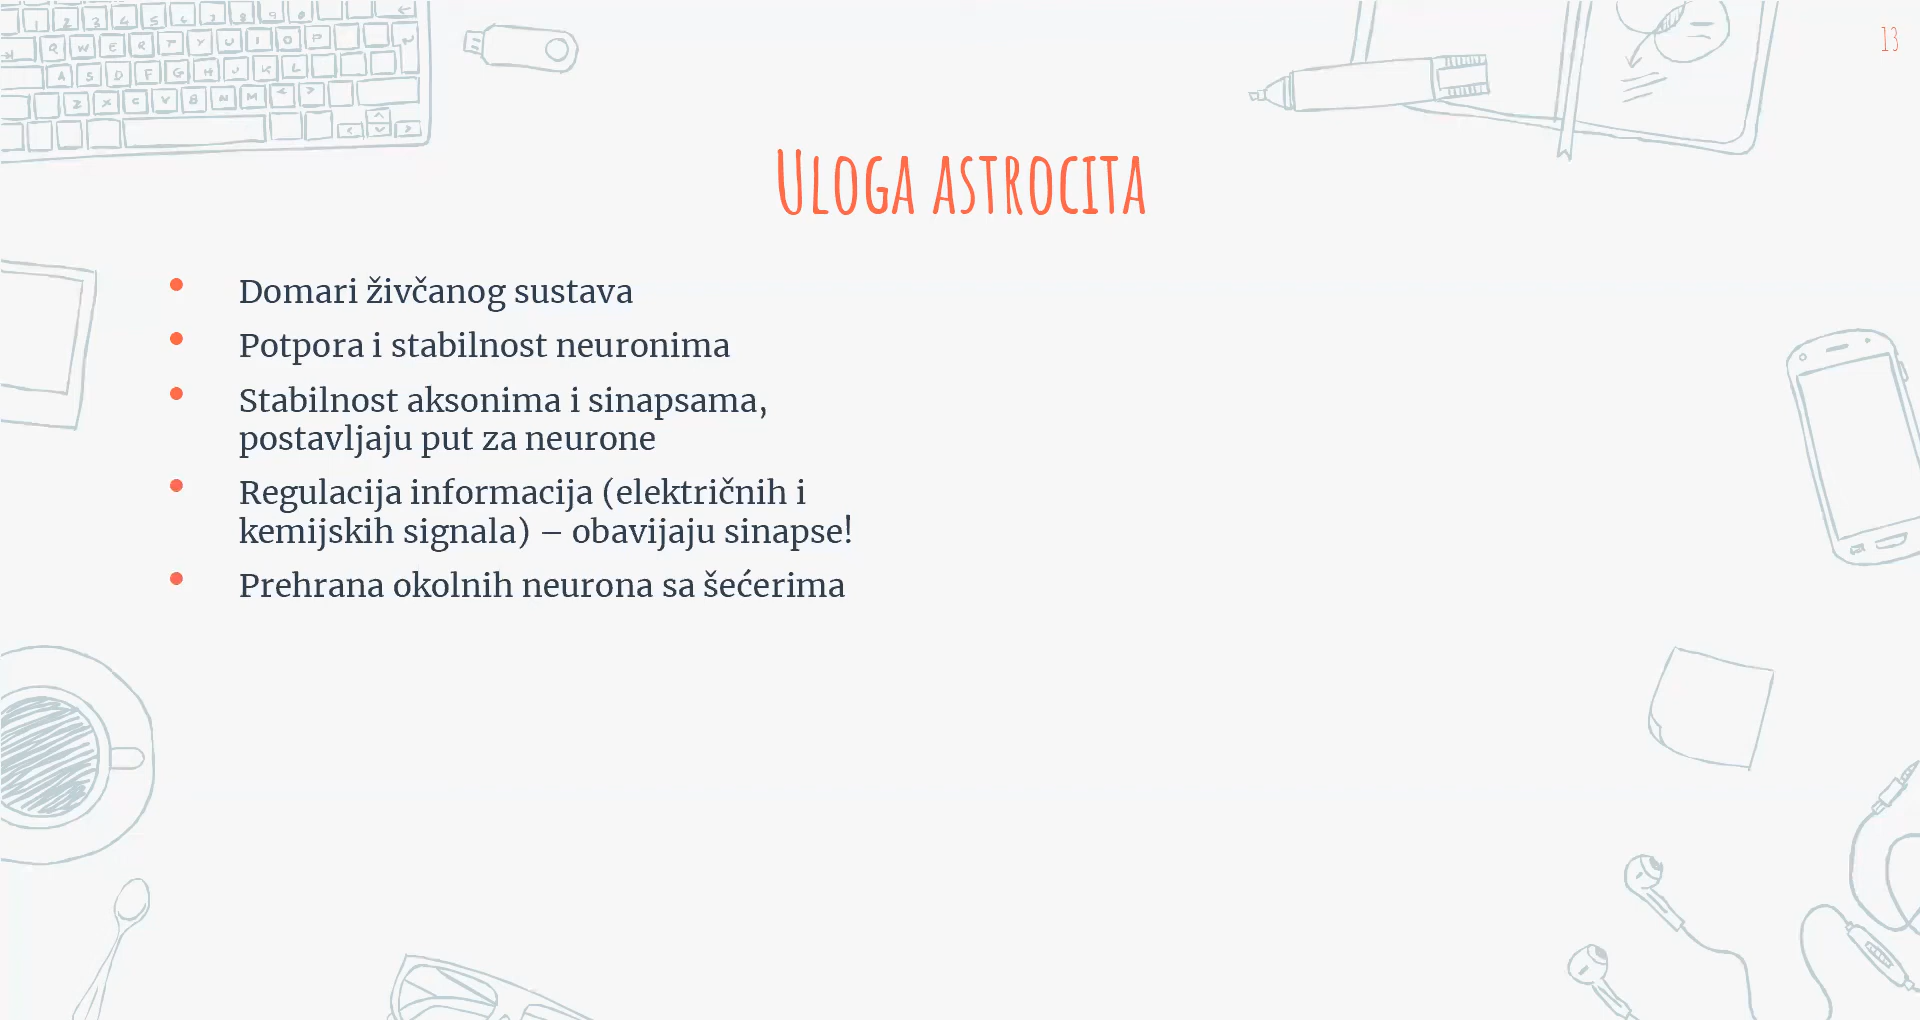 13
Uloga astrocita
• Domari živčanog sustava
• Potpora i stabilnost neuronima
• Stabilnost aksonima i sinapsama,
postavljaju put za neurone
• Regulacija informacija (električnih i
kemijskih signala) – obavijaju sinapse!
• Prehrana okolnih neurona sa šećerima